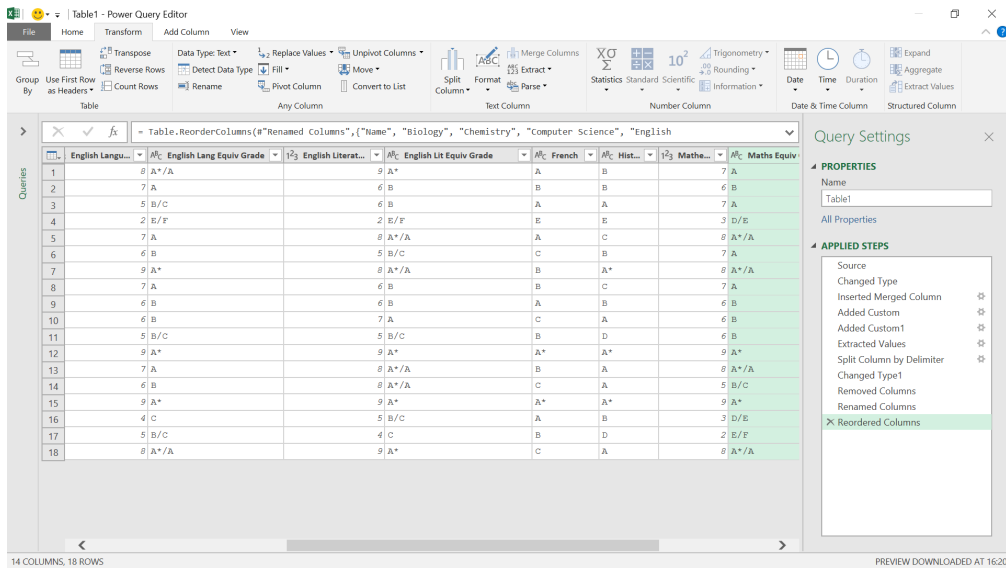 Table1 - Power Query Editor
File Home Transform Add Column View
Group By
Use First Row as Headers
Transpose
Reverse Rows
Count Rows
Table
Data Type: Text
Detect Data Type
Rename
Replace Values
Fill
Pivot Column
Unpivot Columns
Move
Convert to List
Any Column
Split Column
Format
Merge Columns
Extract
Parse
Text Column
Statistics Standard Scientific
Trigonometry
Rounding
Information
Number Column
Date Time Duration
Date & Time Column
Expand
Aggregate
Extract Values
Structured Column
Queries
fx = Table.ReorderColumns(#"Renamed Columns",{"Name", "Biology", "Chemistry", "Computer Science", "English
English Langu... English Lang Equiv Grade English Literat... English Lit Equiv Grade French Hist... Mathe... Maths Equiv
1 8 A*/A 9 A* A B 7 A
2 7 A 6 B B B 6 B
3 5 B/C 6 B A A 7 A
4 2 E/F 2 E/F E E 3 D/E
5 7 A 8 A*/A A C 8 A*/A
6 6 B 5 B/C C B 7 A
7 9 A* 8 A*/A B A* 8 A*/A
8 7 A 6 B B C 7 A
9 6 B 6 B A B 6 B
10 6 B 7 A C A 6 B
11 5 B/C 5 B/C B D 6 B
12 9 A* 9 A* A* A* 9 A*
13 7 A 8 A*/A B A 8 A*/A
14 6 B 8 A*/A C A 5 B/C
15 9 A* 9 A* A* A* 9 A*
16 4 C 5 B/C A B 3 D/E
17 5 B/C 4 C B D 2 E/F
18 8 A*/A 9 A* C A 8 A*/A
Query Settings
PROPERTIES
Name
Table1
All Properties
APPLIED STEPS
Source
Changed Type
Inserted Merged Column
Added Custom
Added Custom1
Extracted Values
Split Column by Delimiter
Changed Type1
Removed Columns
Renamed Columns
Reordered Columns
14 COLUMNS, 18 ROWS
PREVIEW DOWNLOADED AT 16:20